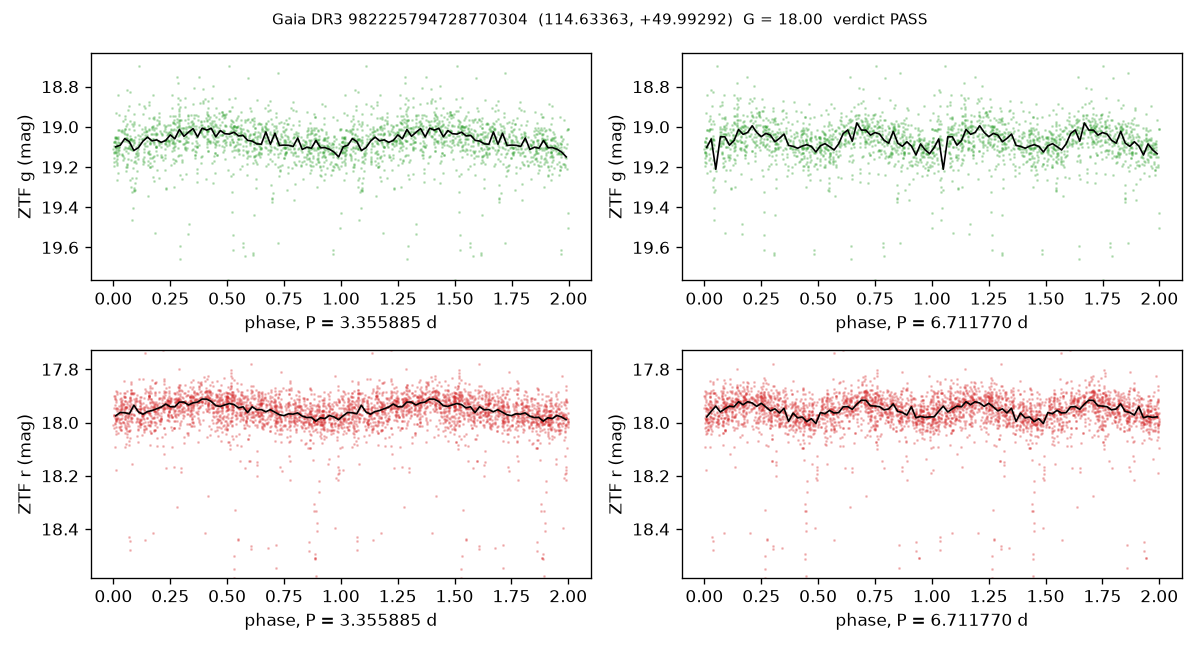 Gaia DR3 982225794728770304 (114.63363, +49.99292) G = 18.00 verdict PASS
ZTF g (mag)
18.8
19.0
19.2
19.4
19.6
0.00 0.25 0.50 0.75 1.00 1.25 1.50 1.75 2.00
phase, P = 3.355885 d
ZTF g (mag)
18.8
19.0
19.2
19.4
19.6
0.00 0.25 0.50 0.75 1.00 1.25 1.50 1.75 2.00
phase, P = 6.711770 d
ZTF r (mag)
17.8
18.0
18.2
18.4
0.00 0.25 0.50 0.75 1.00 1.25 1.50 1.75 2.00
phase, P = 3.355885 d
ZTF r (mag)
17.8
18.0
18.2
18.4
0.00 0.25 0.50 0.75 1.00 1.25 1.50 1.75 2.00
phase, P = 6.711770 d